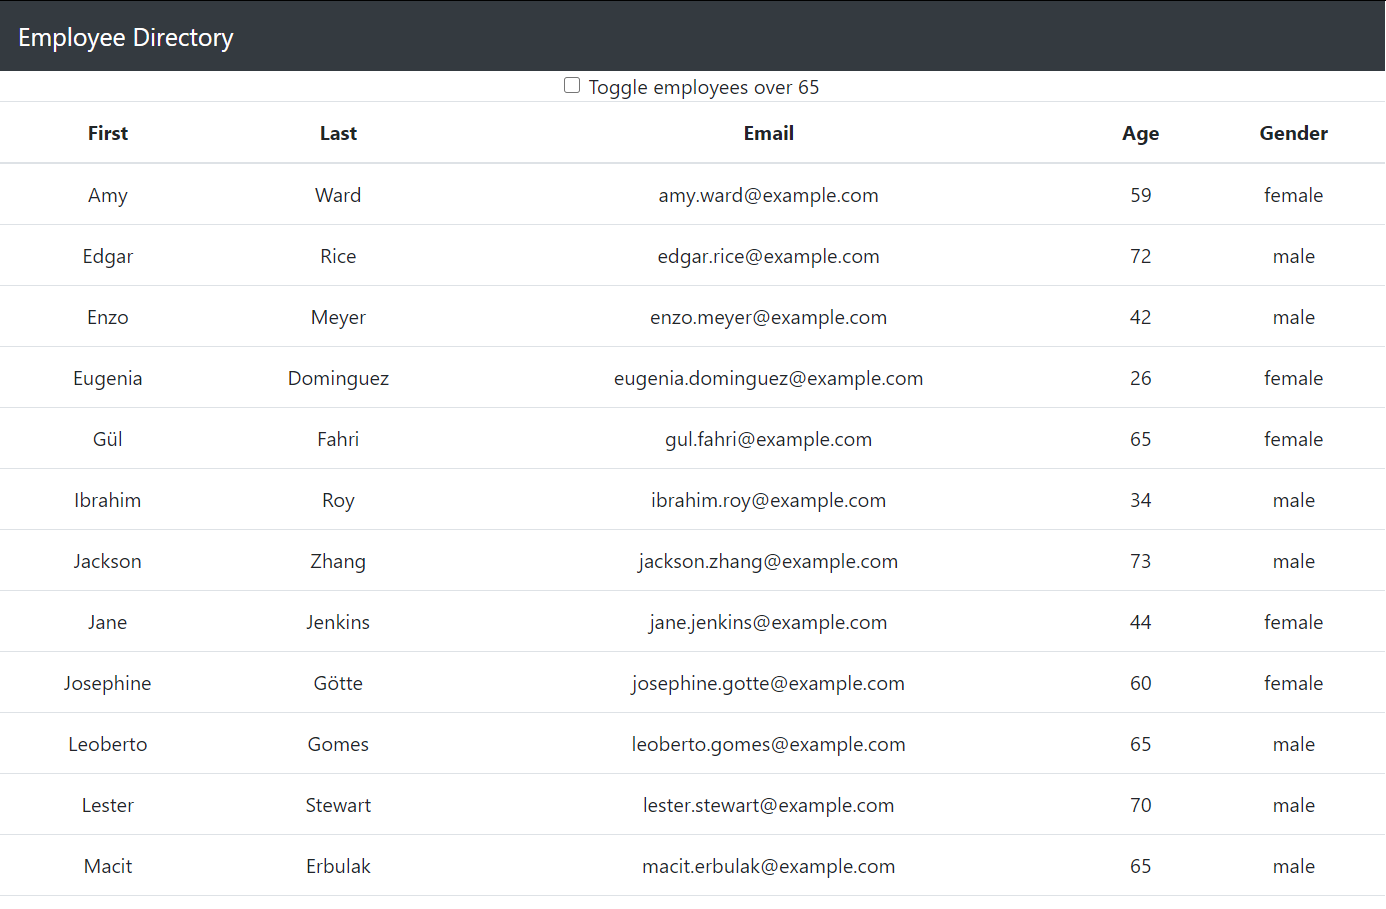 Employee Directory
Toggle employees over 65
First Last Email Age Gender
Amy Ward amy.ward@example.com 59 female
Edgar Rice edgar.rice@example.com 72 male
Enzo Meyer enzo.meyer@example.com 42 male
Eugenia Dominguez eugenia.dominguez@example.com 26 female
Gül Fahri gul.fahri@example.com 65 female
Ibrahim Roy ibrahim.roy@example.com 34 male
Jackson Zhang jackson.zhang@example.com 73 male
Jane Jenkins jane.jenkins@example.com 44 female
Josephine Götte josephine.gotte@example.com 60 female
Leoberto Gomes leoberto.gomes@example.com 65 male
Lester Stewart lester.stewart@example.com 70 male
Macit Erbulak macit.erbulak@example.com 65 male